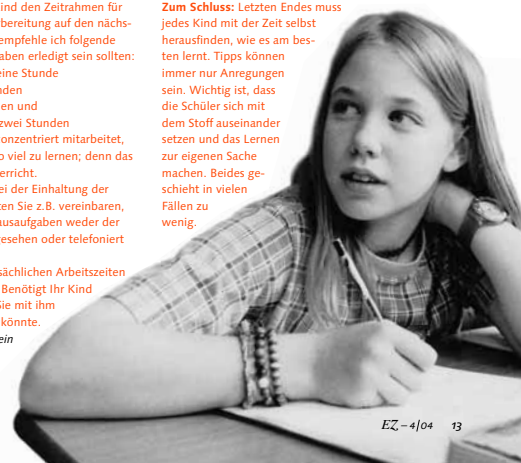 ind den Zeitrahmen für
bereitung auf den nächs-
empfehle ich folgende
aben erledigt sein sollten:
eine Stunde
nden
en und
zwei Stunden
onzentriert mitarbeitet,
o viel zu lernen; denn das
erricht.
ei der Einhaltung der
ten Sie z.B. vereinbaren,
usaufgaben weder der
esehen oder telefoniert
sächlichen Arbeitszeiten
Benötigt Ihr Kind
Sie mit ihm
könnte.
ein
Zum Schluss: Letzten Endes muss
jedes Kind mit der Zeit selbst
herausfinden, wie es am bes-
ten lernt. Tipps können
immer nur Anregungen
sein. Wichtig ist, dass
die Schüler sich mit
dem Stoff auseinander
setzen und das Lernen
zur eigenen Sache
machen. Beides ge-
schieht in vielen
Fällen zu
wenig.
EZ – 4/04 13